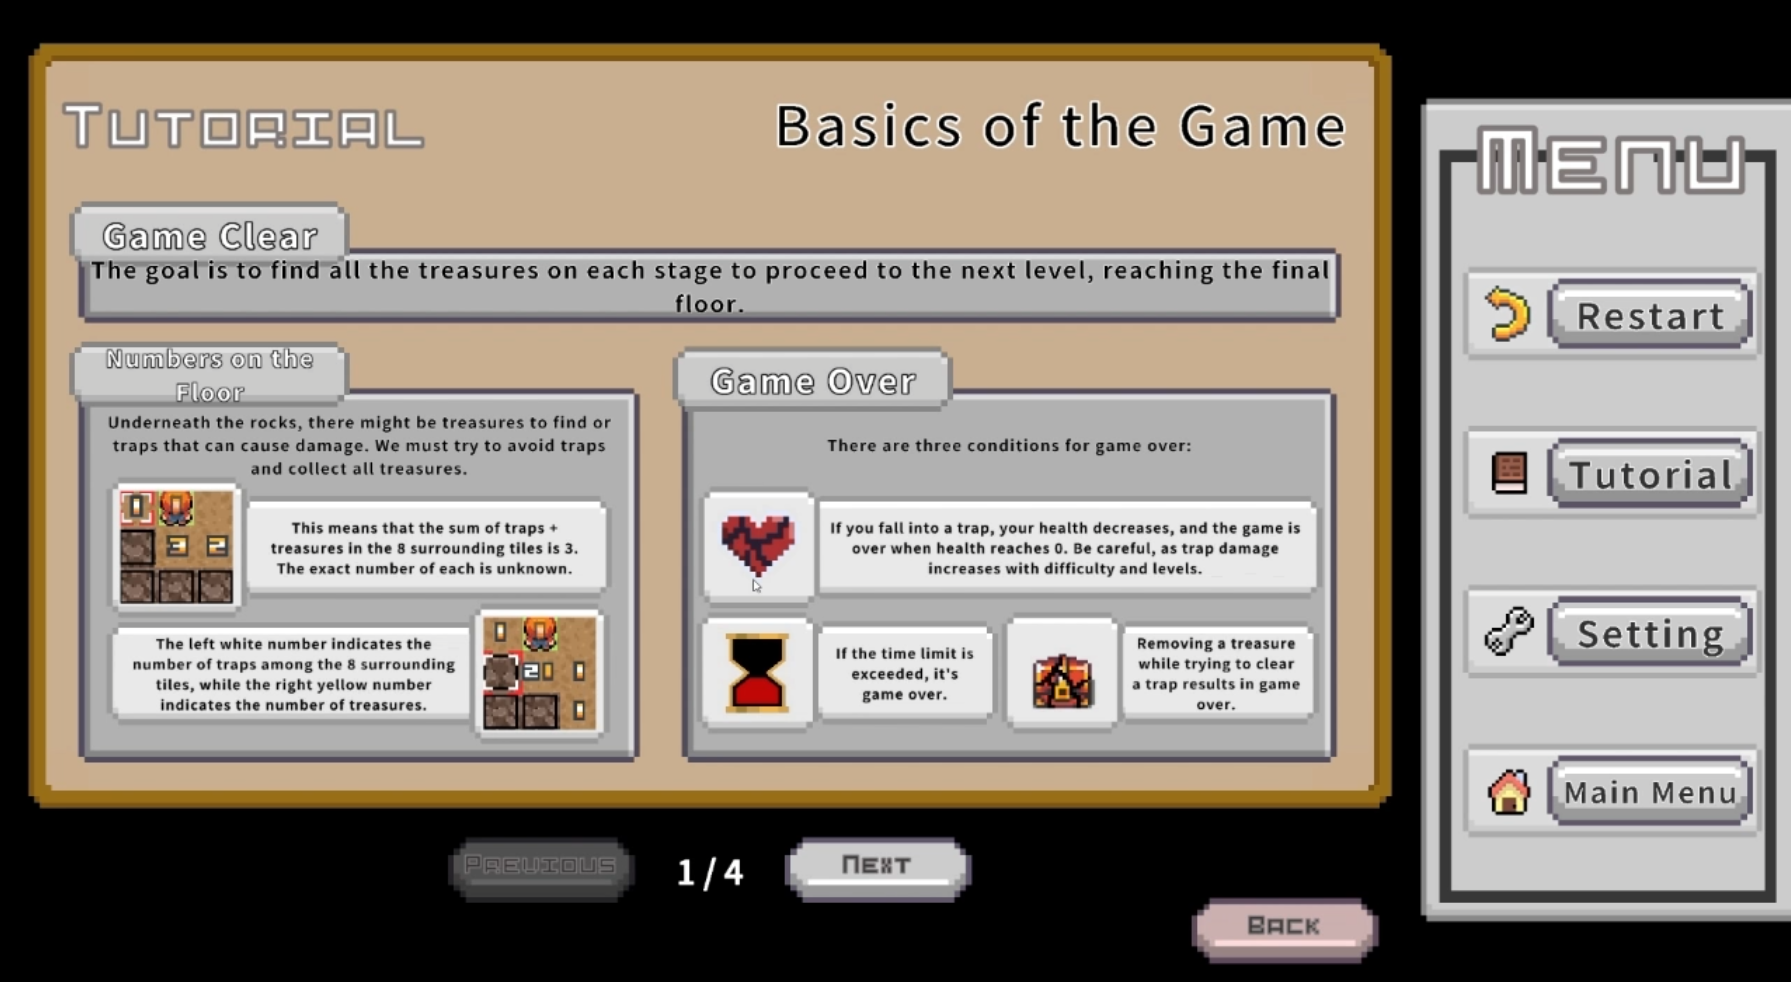 TUTORIAL
Basics of the Game
Game Clear
The goal is to find all the treasures on each stage to proceed to the next level, reaching the final
floor.
Numbers on the
Floor
Underneath the rocks, there might be treasures to find or
traps that can cause damage. We must try to avoid traps
and collect all treasures.
3 2
This means that the sum of traps +
treasures in the 8 surrounding tiles is 3.
The exact number of each is unknown.
The left white number indicates the
number of traps among the 8 surrounding
tiles, while the right yellow number
indicates the number of treasures.
Game Over
There are three conditions for game over:
If you fall into a trap, your health decreases, and the game is
over when health reaches 0. Be careful, as trap damage
increases with difficulty and levels.
If the time limit is
exceeded, it's
game over.
Removing a treasure
while trying to clear
a trap results in game
over.
PREVIOUS
1/4
NEXT
BACK
MENU
Restart
Tutorial
Setting
Main Menu